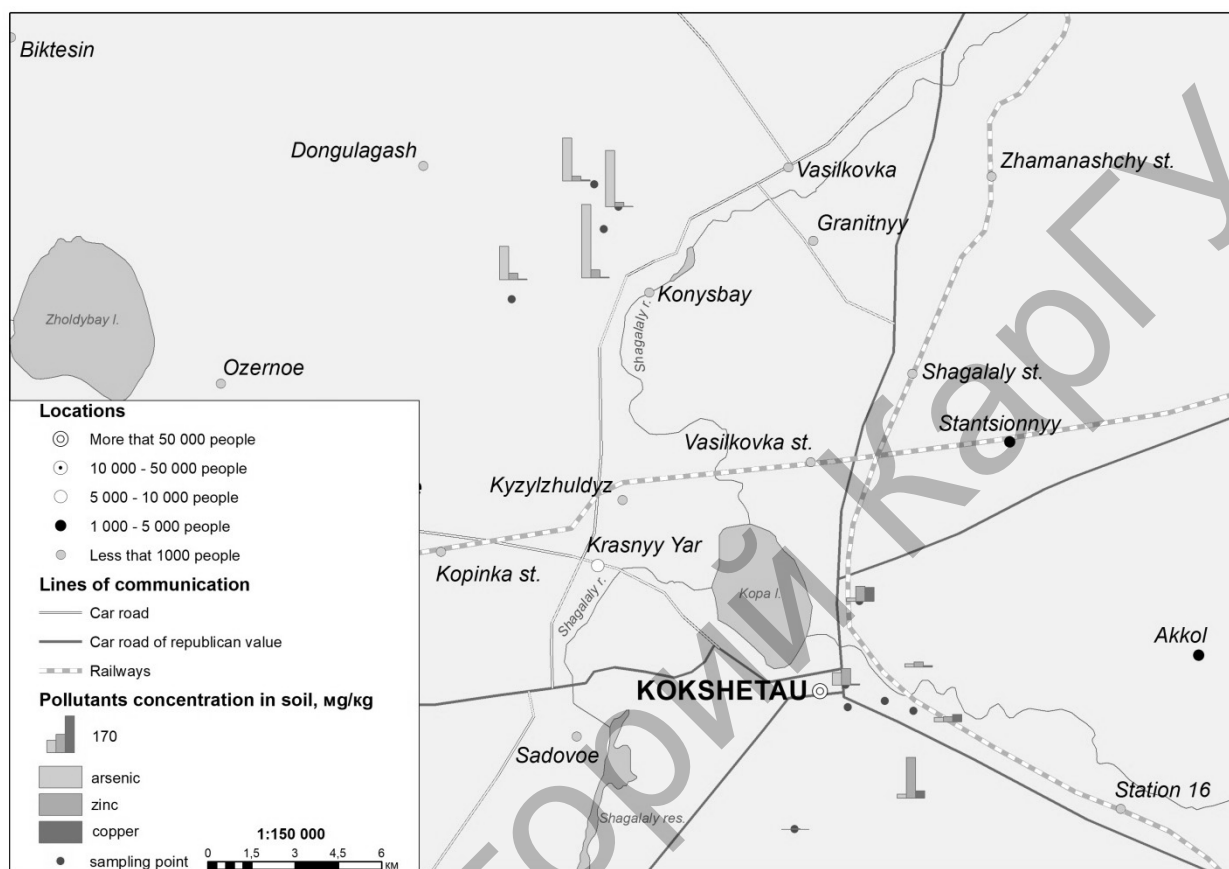 Biktesin
Dongulagash
Vasilkovka
Zhamanashchy st.
Granitnyy
Konysbay
Zholdybay l.
Shagalaly r.
Ozernoe
Shagalaly st.
Stantsionnyy
Vasilkovka st.
Kyzylzhuldyz
Krasnyy Yar
Kopinka st.
Shagalaly r.
Kopa l.
Akkol
KOKSHETAU
Sadovoe
Shagalaly res.
Station 16
Locations
More that 50 000 people
10 000 - 50 000 people
5 000 - 10 000 people
1 000 - 5 000 people
Less that 1000 people
Lines of communication
Car road
Car road of republican value
Railways
Pollutants concentration in soil, мg/кg
170
arsenic
zinc
copper
sampling point
1:150 000
0 1,5 3 4,5 6
КМ
орий КарГУ